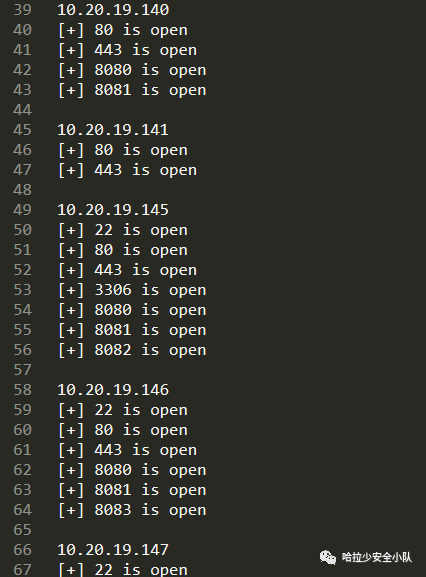 39 10.20.19.140
40 [+] 80 is open
41 [+] 443 is open
42 [+] 8080 is open
43 [+] 8081 is open
44
45 10.20.19.141
46 [+] 80 is open
47 [+] 443 is open
48
49 10.20.19.145
50 [+] 22 is open
51 [+] 80 is open
52 [+] 443 is open
53 [+] 3306 is open
54 [+] 8080 is open
55 [+] 8081 is open
56 [+] 8082 is open
57
58 10.20.19.146
59 [+] 22 is open
60 [+] 80 is open
61 [+] 443 is open
62 [+] 8080 is open
63 [+] 8081 is open
64 [+] 8083 is open
65
66 10.20.19.147
67 [+] 22 is open
哈拉少安全小队